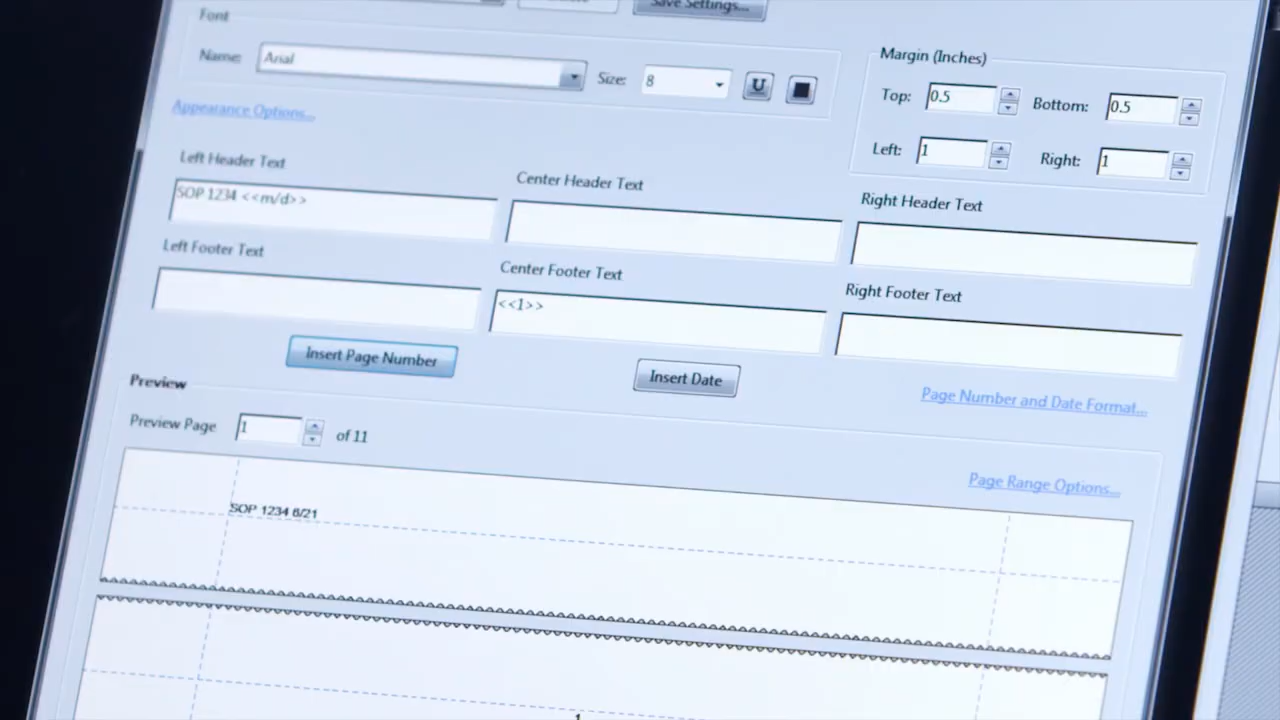 Save Settings...
Font
Name: Arial Size: 8 U
Margin (Inches)
Top: 0.5 Bottom: 0.5
Left: 1 Right: 1
Appearance Options...
Left Header Text Center Header Text Right Header Text
SOP 1234 <<m/d>>
Left Footer Text Center Footer Text Right Footer Text
<<1>>
Insert Page Number Insert Date Page Number and Date Format...
Preview
Preview Page 1 of 11
Page Range Options...
SOP 1234 6/21
1